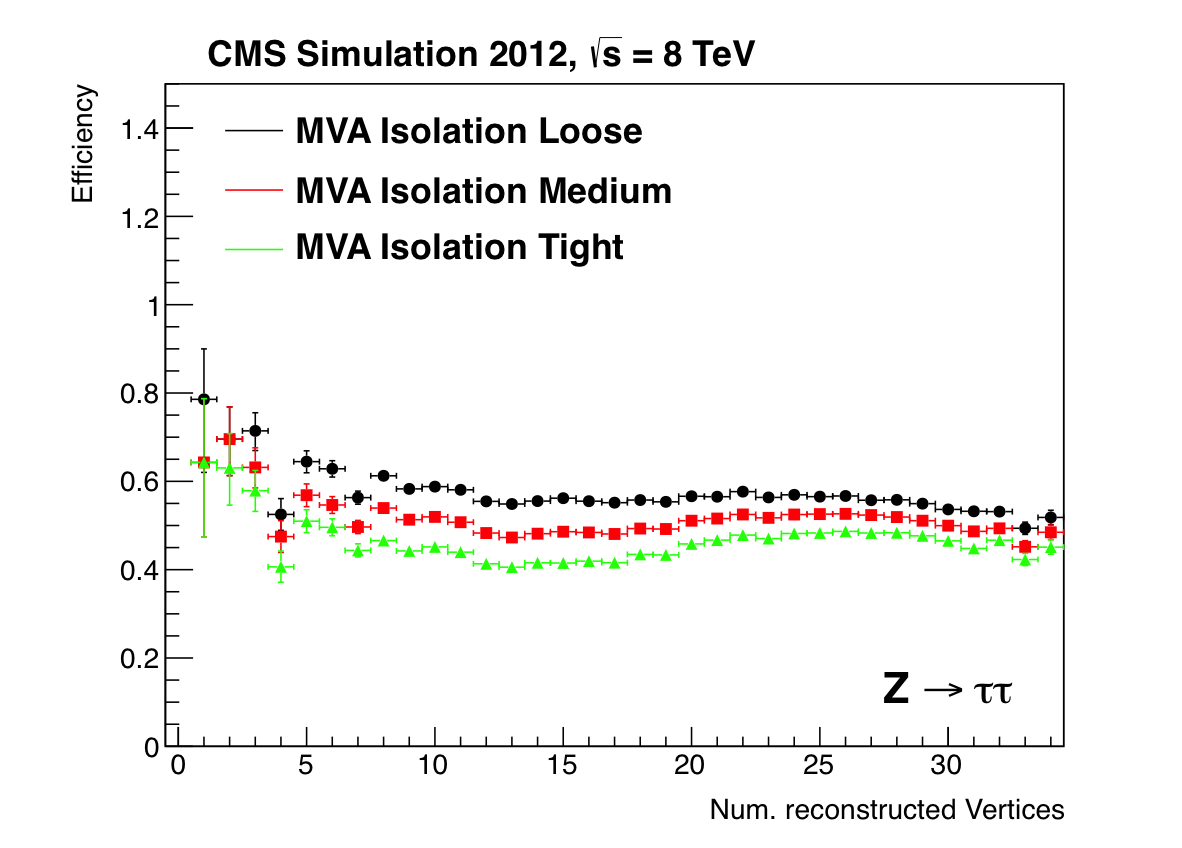 CMS Simulation 2012, √s = 8 TeV
Efficiency
MVA Isolation Loose
MVA Isolation Medium
MVA Isolation Tight
1.4
1.2
1
0.8
0.6
0.4
0.2
0
Z → ττ
0 5 10 15 20 25 30
Num. reconstructed Vertices